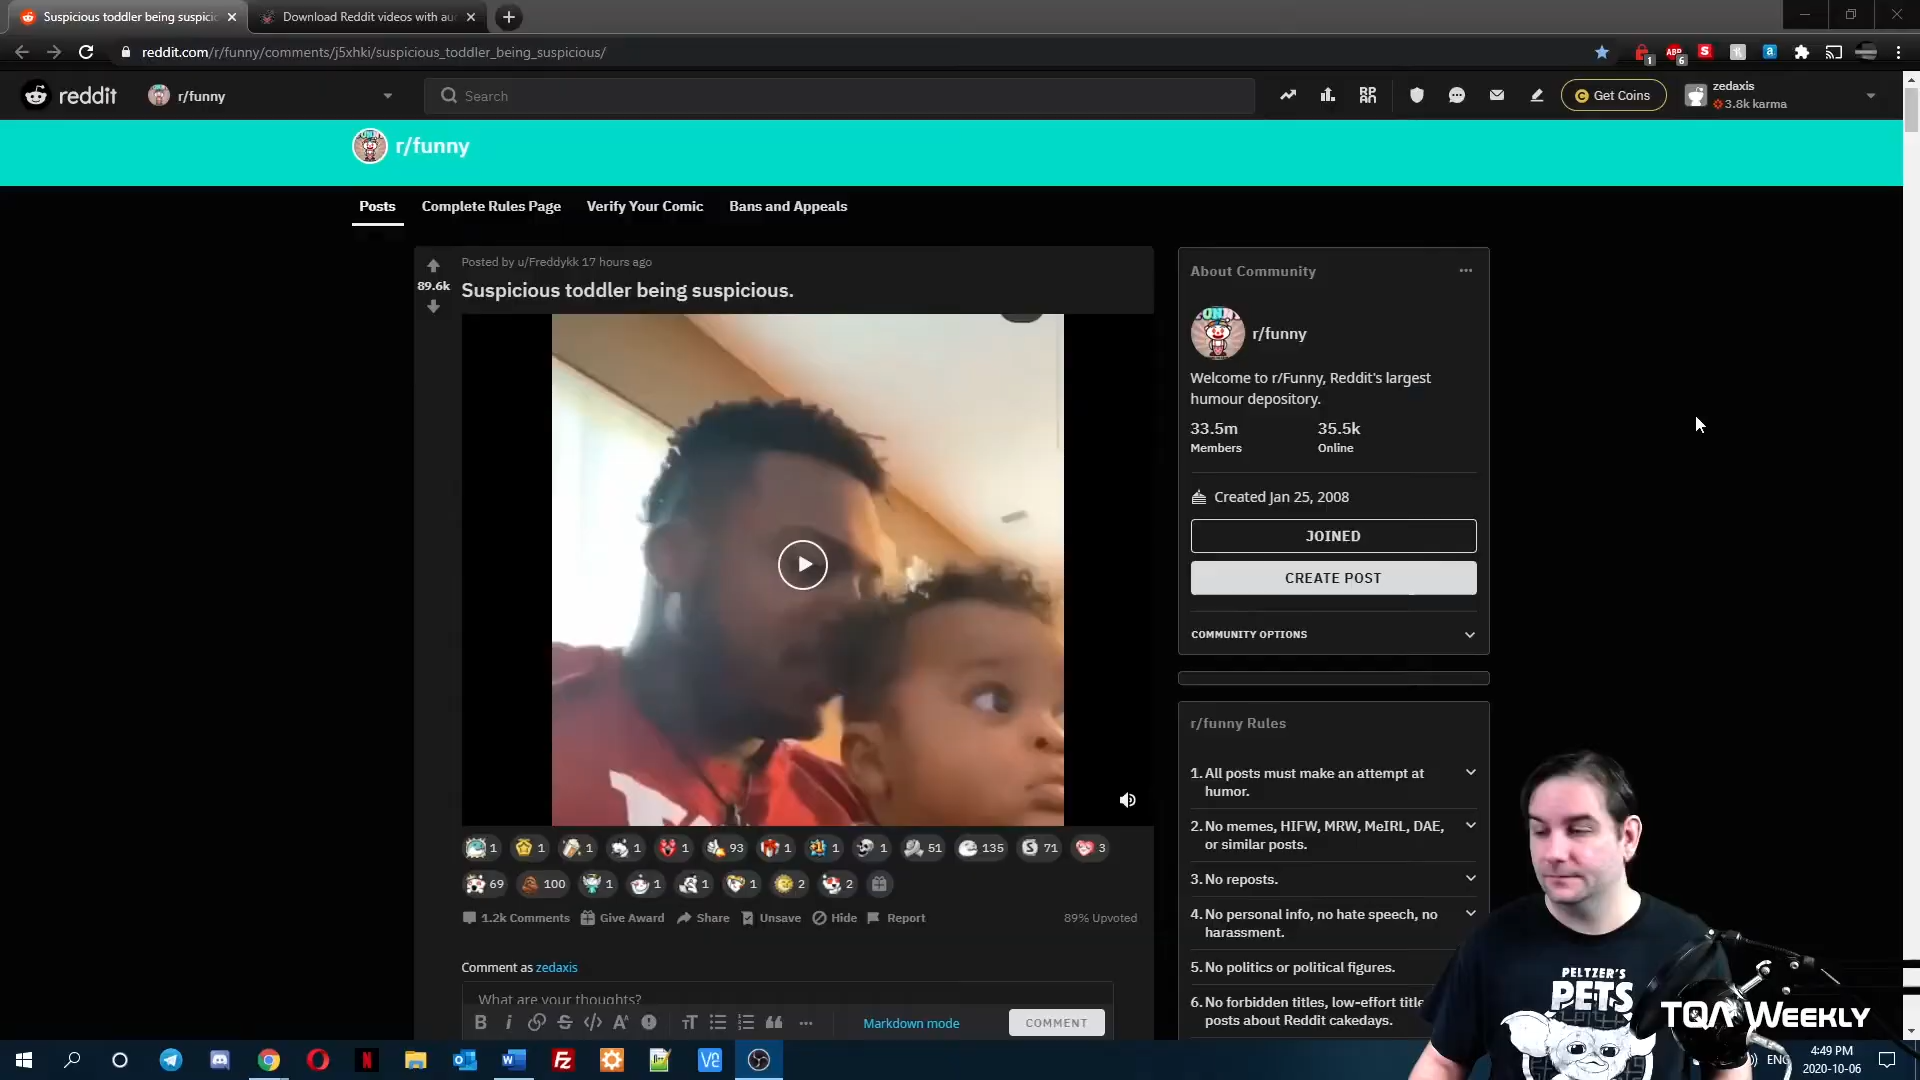 Suspicious toddler being suspicio
Download Reddit videos with au
reddit.com/r/funny/comments/j5xhki/suspicious_toddler_being_suspicious/
1
ABP
6
S
a
reddit
r/funny
Search
Get Coins
zedaxis
3.8k karma
r/funny
Posts
Complete Rules Page
Verify Your Comic
Bans and Appeals
Posted by u/Freddykk 17 hours ago
89.6k
Suspicious toddler being suspicious.
1 1 1 1 1 93 1 1 1 51 135 71 3
69 100 1 1 1 1 2 2
1.2k Comments Give Award Share Unsave Hide Report 89% Upvoted
Comment as zedaxis
What are your thoughts?
Markdown mode
COMMENT
About Community
r/funny
Welcome to r/Funny, Reddit's largest
humour depository.
33.5m 35.5k
Members Online
Created Jan 25, 2008
JOINED
CREATE POST
COMMUNITY OPTIONS
r/funny Rules
1. All posts must make an attempt at
humor.
2. No memes, HIFW, MRW, MeIRL, DAE,
or similar posts.
3. No reposts.
4. No personal info, no hate speech, no
harassment.
5. No politics or political figures.
6. No forbidden titles, low-effort title
posts about Reddit cakedays.
PELTZER'S
PETS
TQA WEEKLY
ENG
4:49 PM
2020-10-06